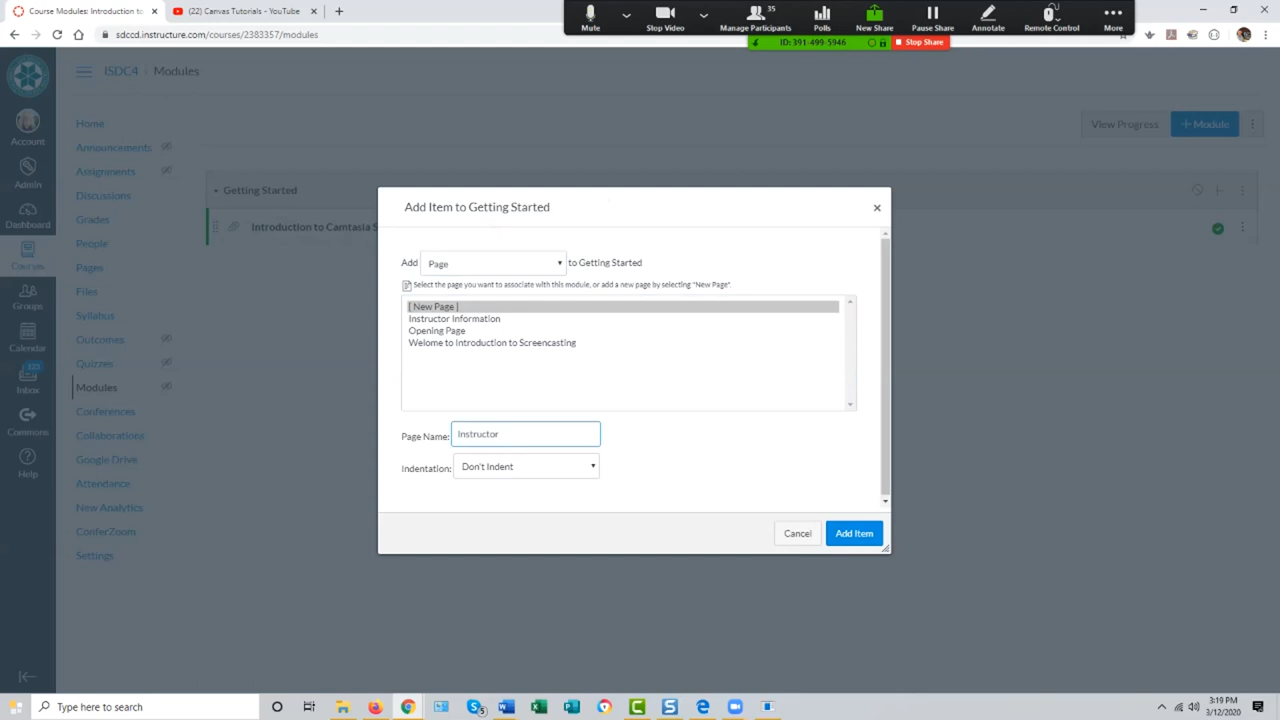 Course Modules: Introduction to
(22) Canvas Tutorials - YouTube
sdccd.instructure.com/courses/2383357/modules
Mute
Stop Video
35
Manage Participants
Polls
New Share
Pause Share
Annotate
Remote Control
More
ID: 391-499-5946
Stop Share
ISDC4
Modules
Account
Admin
Dashboard
Courses
Groups
Calendar
123
Inbox
Commons
Help
Home
Announcements
Assignments
Discussions
Grades
People
Pages
Files
Syllabus
Outcomes
Quizzes
Modules
Conferences
Collaborations
Google Drive
Attendance
New Analytics
ConferZoom
Settings
View Progress
+ Module
Getting Started
Introduction to Camtasia S
Add Item to Getting Started
Add Page to Getting Started
Select the page you want to associate with this module, or add a new page by selecting "New Page".
[ New Page ]
Instructor Information
Opening Page
Welome to Introduction to Screencasting
Page Name: Instructor
Indentation: Don't Indent
Cancel
Add Item
Type here to search
3:19 PM
3/12/2020